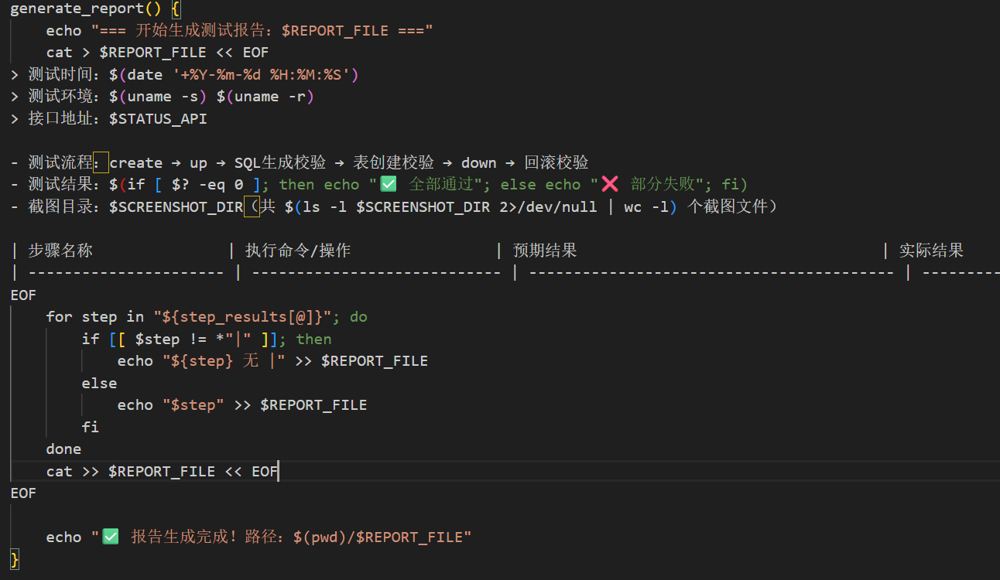 generate_report() {
    echo "=== 开始生成测试报告：$REPORT_FILE ==="
    cat > $REPORT_FILE << EOF
> 测试时间：$(date '+%Y-%m-%d %H:%M:%S')
> 测试环境：$(uname -s) $(uname -r)
> 接口地址：$STATUS_API

- 测试流程：create → up → SQL生成校验 → 表创建校验 → down → 回滚校验
- 测试结果：$(if [ $? -eq 0 ]; then echo "✅ 全部通过"; else echo "❌ 部分失败"; fi)
- 截图目录：$SCREENSHOT_DIR（共 $(ls -l $SCREENSHOT_DIR 2>/dev/null | wc -l) 个截图文件）

| 步骤名称               | 执行命令/操作                | 预期结果                                  | 实际结果
| ---------------------- | ---------------------------- | ----------------------------------------- | ---------
EOF
    for step in "${step_results[@]}"; do
        if [[ $step != *"|" ]]; then
            echo "${step} 无 |" >> $REPORT_FILE
        else
            echo "$step" >> $REPORT_FILE
        fi
    done
    cat >> $REPORT_FILE << EOF
EOF

    echo "✅ 报告生成完成！路径：$(pwd)/$REPORT_FILE"
}